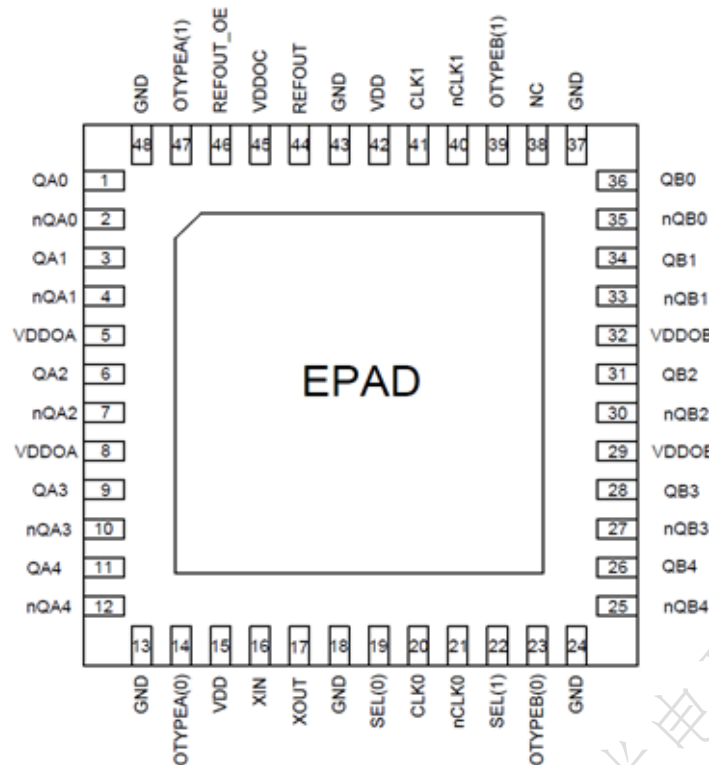 GND OTYPEA(1) REFOUT_OE VDDOC REFOUT GND VDD CLK1 nCLK1 OTYPEB(1) NC GND
48 47 46 45 44 43 42 41 40 39 38 37
QA0 1 36 QB0
nQA0 2 35 nQB0
QA1 3 34 QB1
nQA1 4 33 nQB1
VDDOA 5 32 VDDOB
QA2 6 31 QB2
EPAD
nQA2 7 30 nQB2
VDDOA 8 29 VDDOB
QA3 9 28 QB3
nQA3 10 27 nQB3
QA4 11 26 QB4
nQA4 12 25 nQB4
13 14 15 16 17 18 19 20 21 22 23 24
GND OTYPEA(0) VDD XIN XOUT GND SEL(0) CLK0 nCLK0 SEL(1) OTYPEB(0) GND